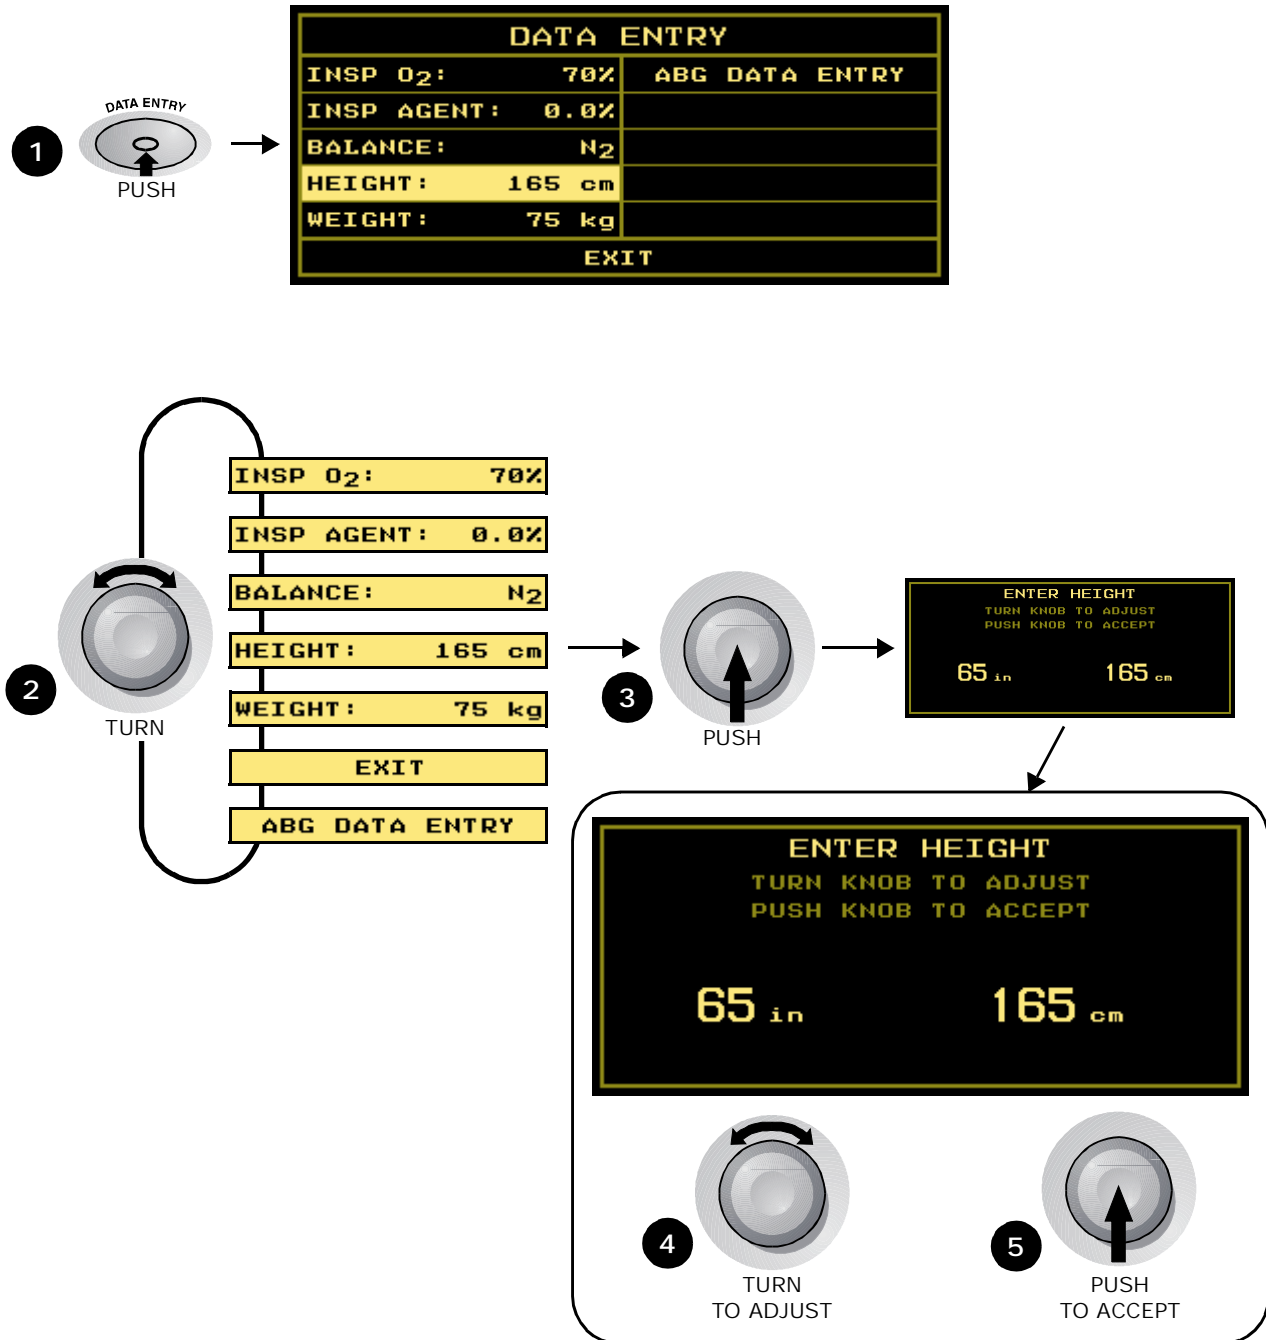 DATA ENTRY
INSP O2: 70% ABG DATA ENTRY
INSP AGENT: 0.0%
BALANCE: N2
HEIGHT: 165 cm
WEIGHT: 75 kg
EXIT
1
DATA ENTRY
PUSH
INSP O2: 70%
INSP AGENT: 0.0%
BALANCE: N2
HEIGHT: 165 cm
WEIGHT: 75 kg
EXIT
ABG DATA ENTRY
2
TURN
3
PUSH
ENTER HEIGHT
TURN KNOB TO ADJUST
PUSH KNOB TO ACCEPT
65 in 165 cm
ENTER HEIGHT
TURN KNOB TO ADJUST
PUSH KNOB TO ACCEPT
65 in 165 cm
4
TURN
TO ADJUST
5
PUSH
TO ACCEPT